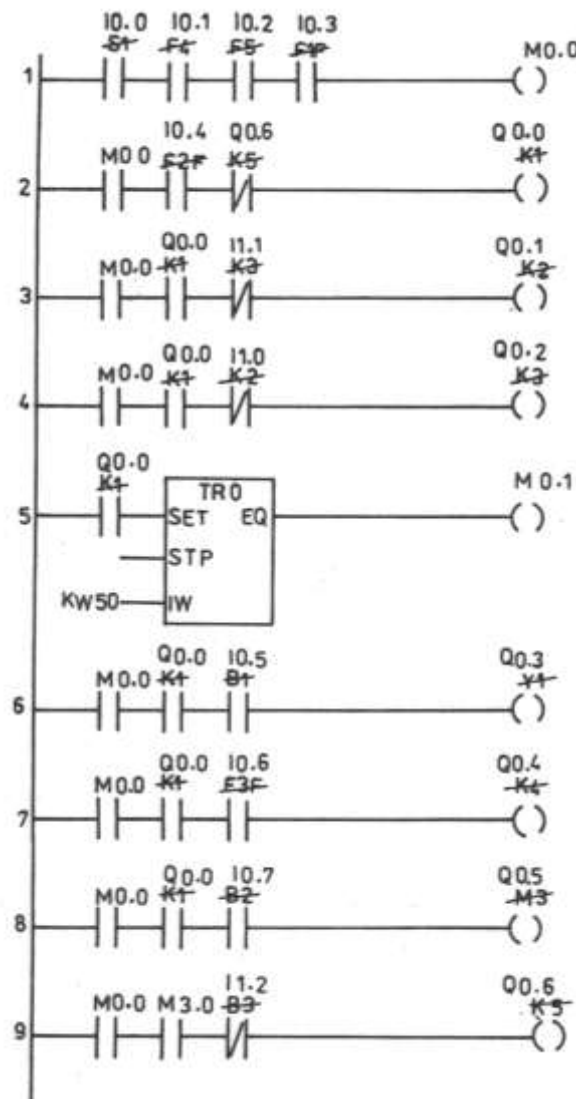 I0.0 I0.1 I0.2 I0.3
S1 F4 F5 F1F M0.0
1
I0.4 Q0.6 Q0.0
M0 0 F2F K5 K1
2
Q0.0 I1.1 Q0.1
M0.0 K1 K3 K2
3
Q0.0 I1.0 Q0.2
M0.0 K1 K2 K3
4
Q0.0
K1 TR0 M0.1
5 SET EQ
STP
KW50 IW
Q0.0 I0.5 Q0.3
M0.0 K1 B1 Y1
6
Q0.0 I0.6 Q0.4
M0.0 K1 F3F K4
7
Q0.0 I0.7 Q0.5
M0.0 K1 B2 M3
8
I1.2 Q0.6
M0.0 M3.0 B3 K5
9